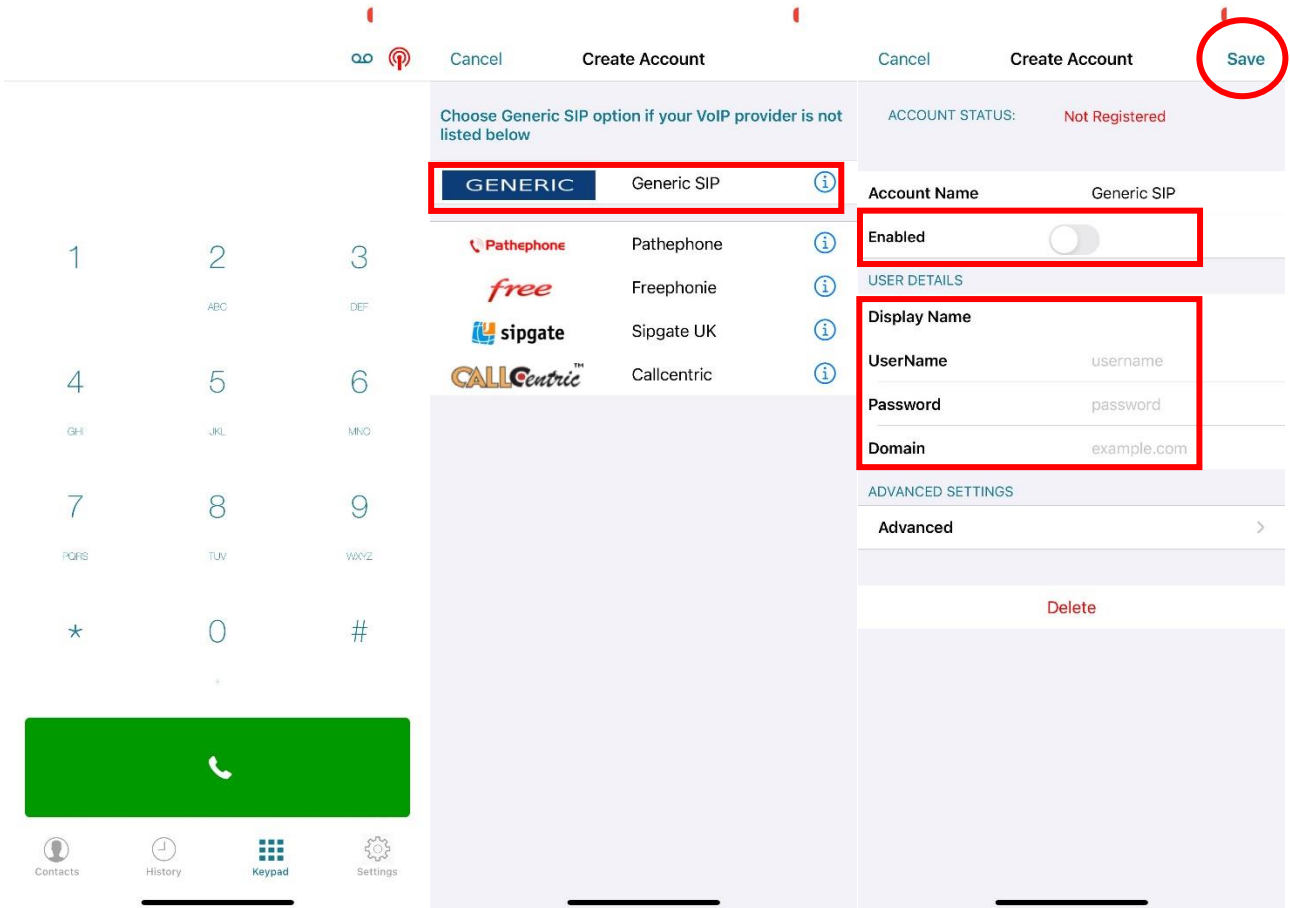 1
2
ABC
3
DEF
4
GHI
5
JKL
6
MNO
7
PQRS
8
TUV
9
WXYZ
*
0
+
#
Contacts
History
Keypad
Settings
Cancel
Create Account
Choose Generic SIP option if your VoIP provider is not
listed below
GENERIC
Generic SIP
Pathephone
Pathephone
free
Freephonie
sipgate
Sipgate UK
CALLCentric™
Callcentric
Cancel
Create Account
Save
ACCOUNT STATUS:
Not Registered
Account Name
Generic SIP
Enabled
USER DETAILS
Display Name
UserName
username
Password
password
Domain
example.com
ADVANCED SETTINGS
Advanced
Delete